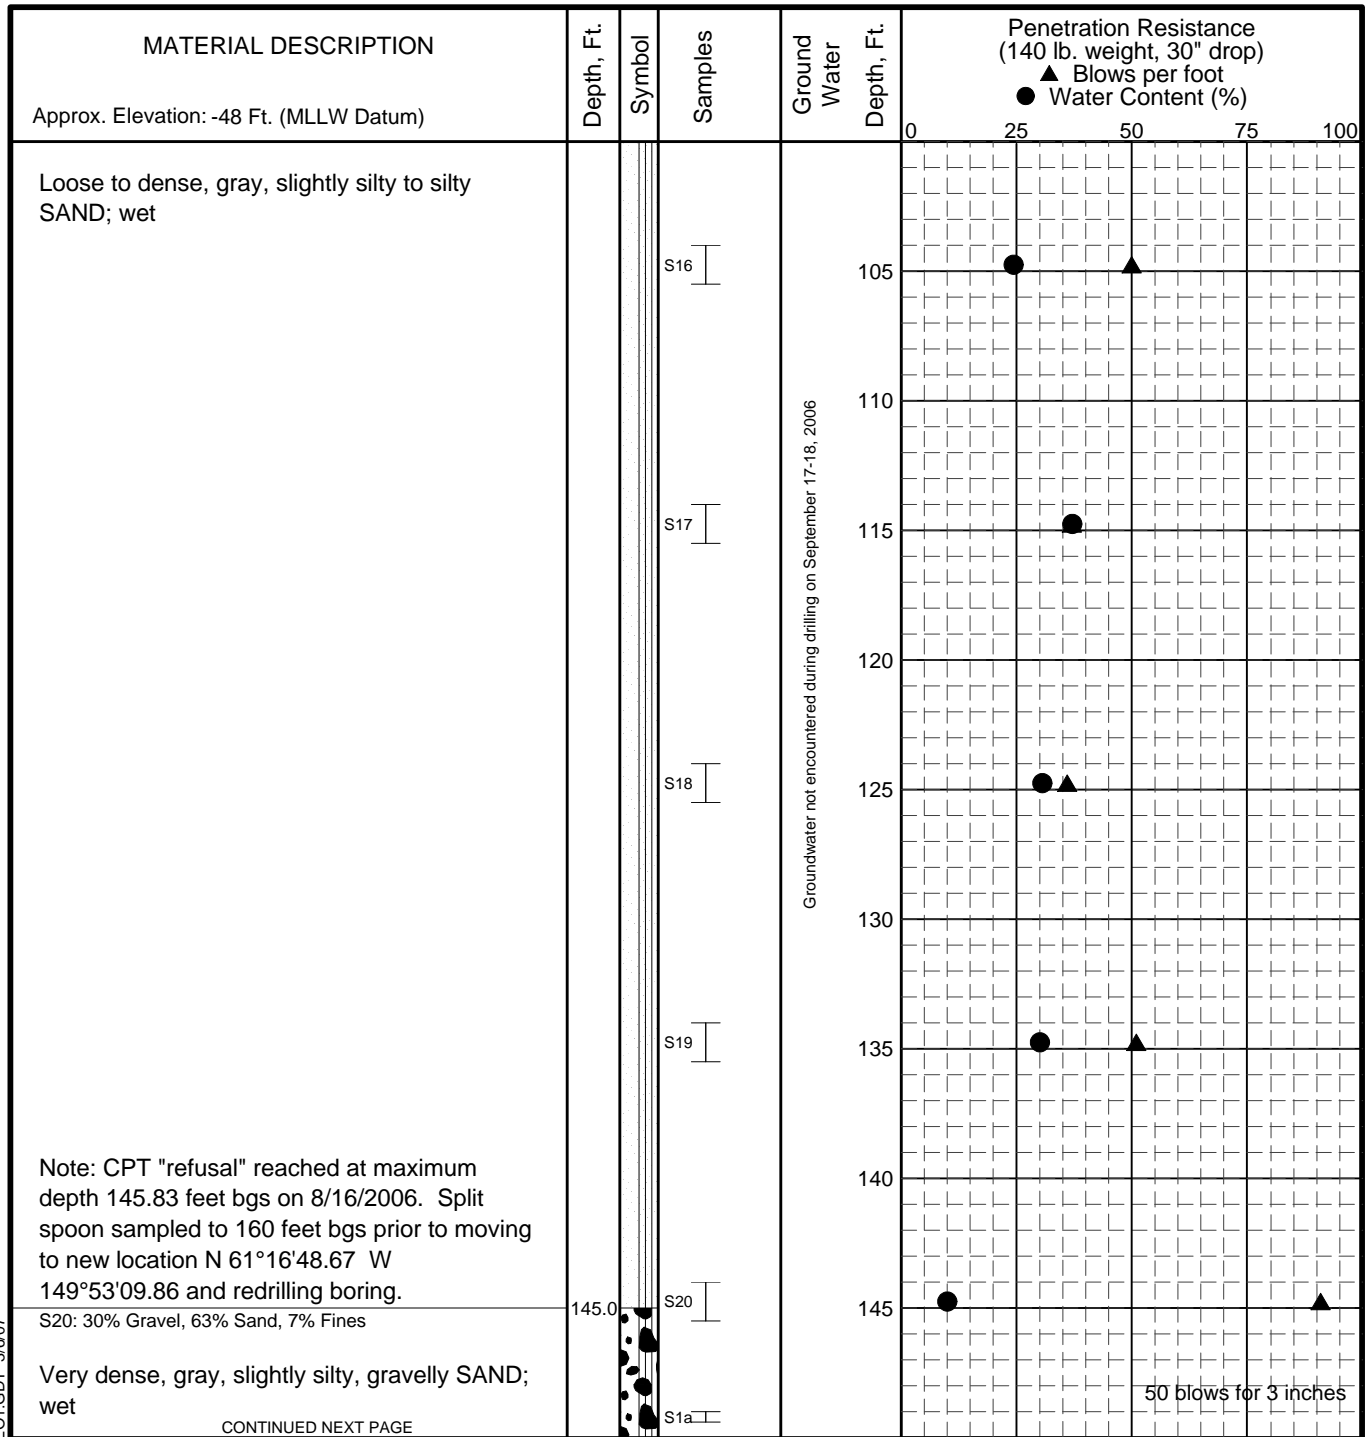 MATERIAL DESCRIPTION
Approx. Elevation: -48 Ft. (MLLW Datum)
Depth, Ft.
Symbol
Samples
Ground
Water
Depth, Ft.
Penetration Resistance
(140 lb. weight, 30" drop)
▲ Blows per foot
● Water Content (%)
0 25 50 75 100
Loose to dense, gray, slightly silty to silty
SAND; wet
S16
105
110
S17
115
120
S18
125
130
S19
135
140
Groundwater not encountered during drilling on September 17-18, 2006
Note: CPT "refusal" reached at maximum
depth 145.83 feet bgs on 8/16/2006. Split
spoon sampled to 160 feet bgs prior to moving
to new location N 61°16'48.67 W
149°53'09.86 and redrilling boring.
145.0
S20
145
S20: 30% Gravel, 63% Sand, 7% Fines
Very dense, gray, slightly silty, gravelly SAND;
wet
S1a
50 blows for 3 inches
CONTINUED NEXT PAGE